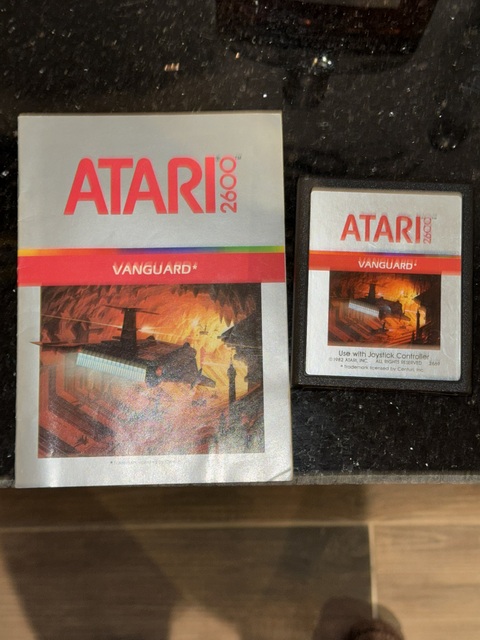 ATARI 2600
VANGUARD
ATARI 2600
VANGUARD
Use with Joystick Controller
© 1982 ATARI, INC. ALL RIGHTS RESERVED.
* Trademark licensed by Centuri, Inc.